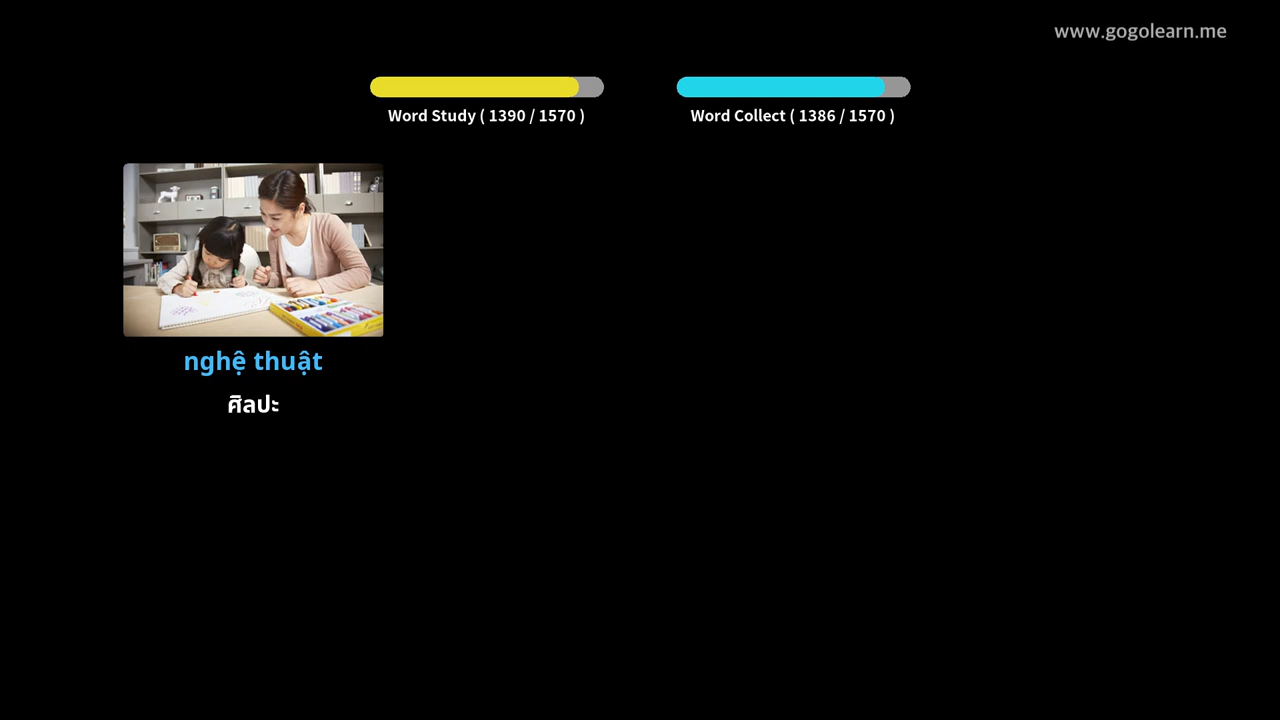 www.gogolearn.me
Word Study ( 1390 / 1570 )
Word Collect ( 1386 / 1570 )
nghệ thuật
ศิลปะ